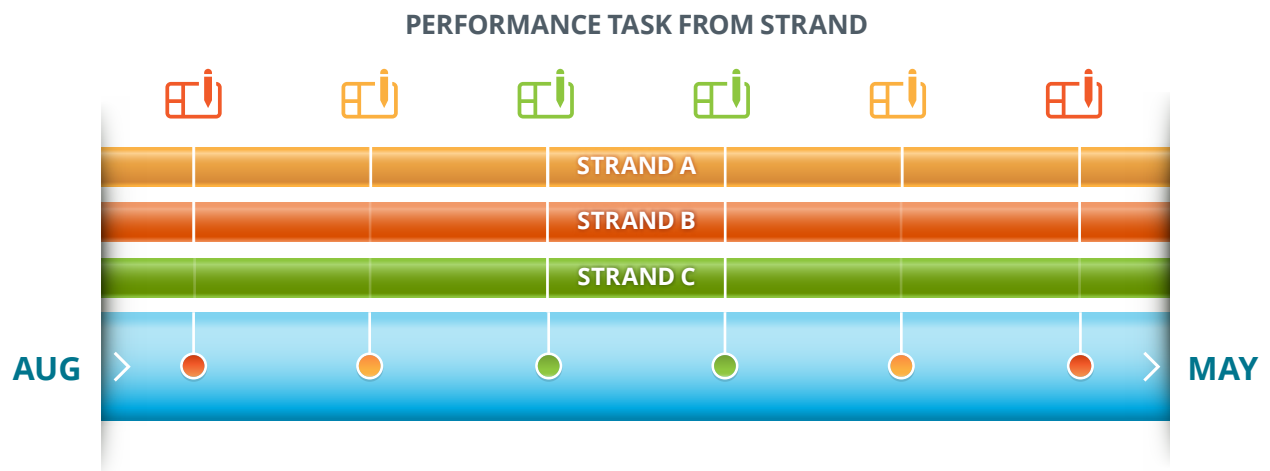 PERFORMANCE TASK FROM STRAND
STRAND A
STRAND B
STRAND C
AUG
MAY